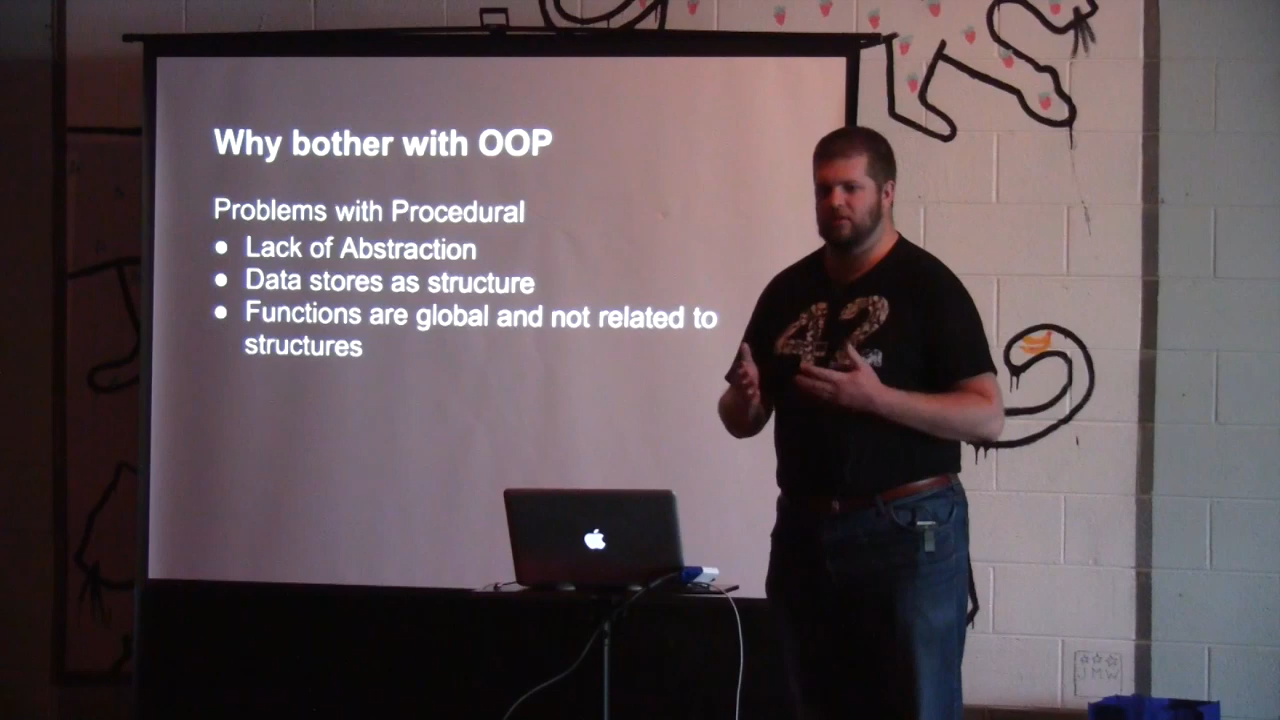 Why bother with OOP
Problems with Procedural
● Lack of Abstraction
● Data stores as structure
● Functions are global and not related to
structures
42
JMW